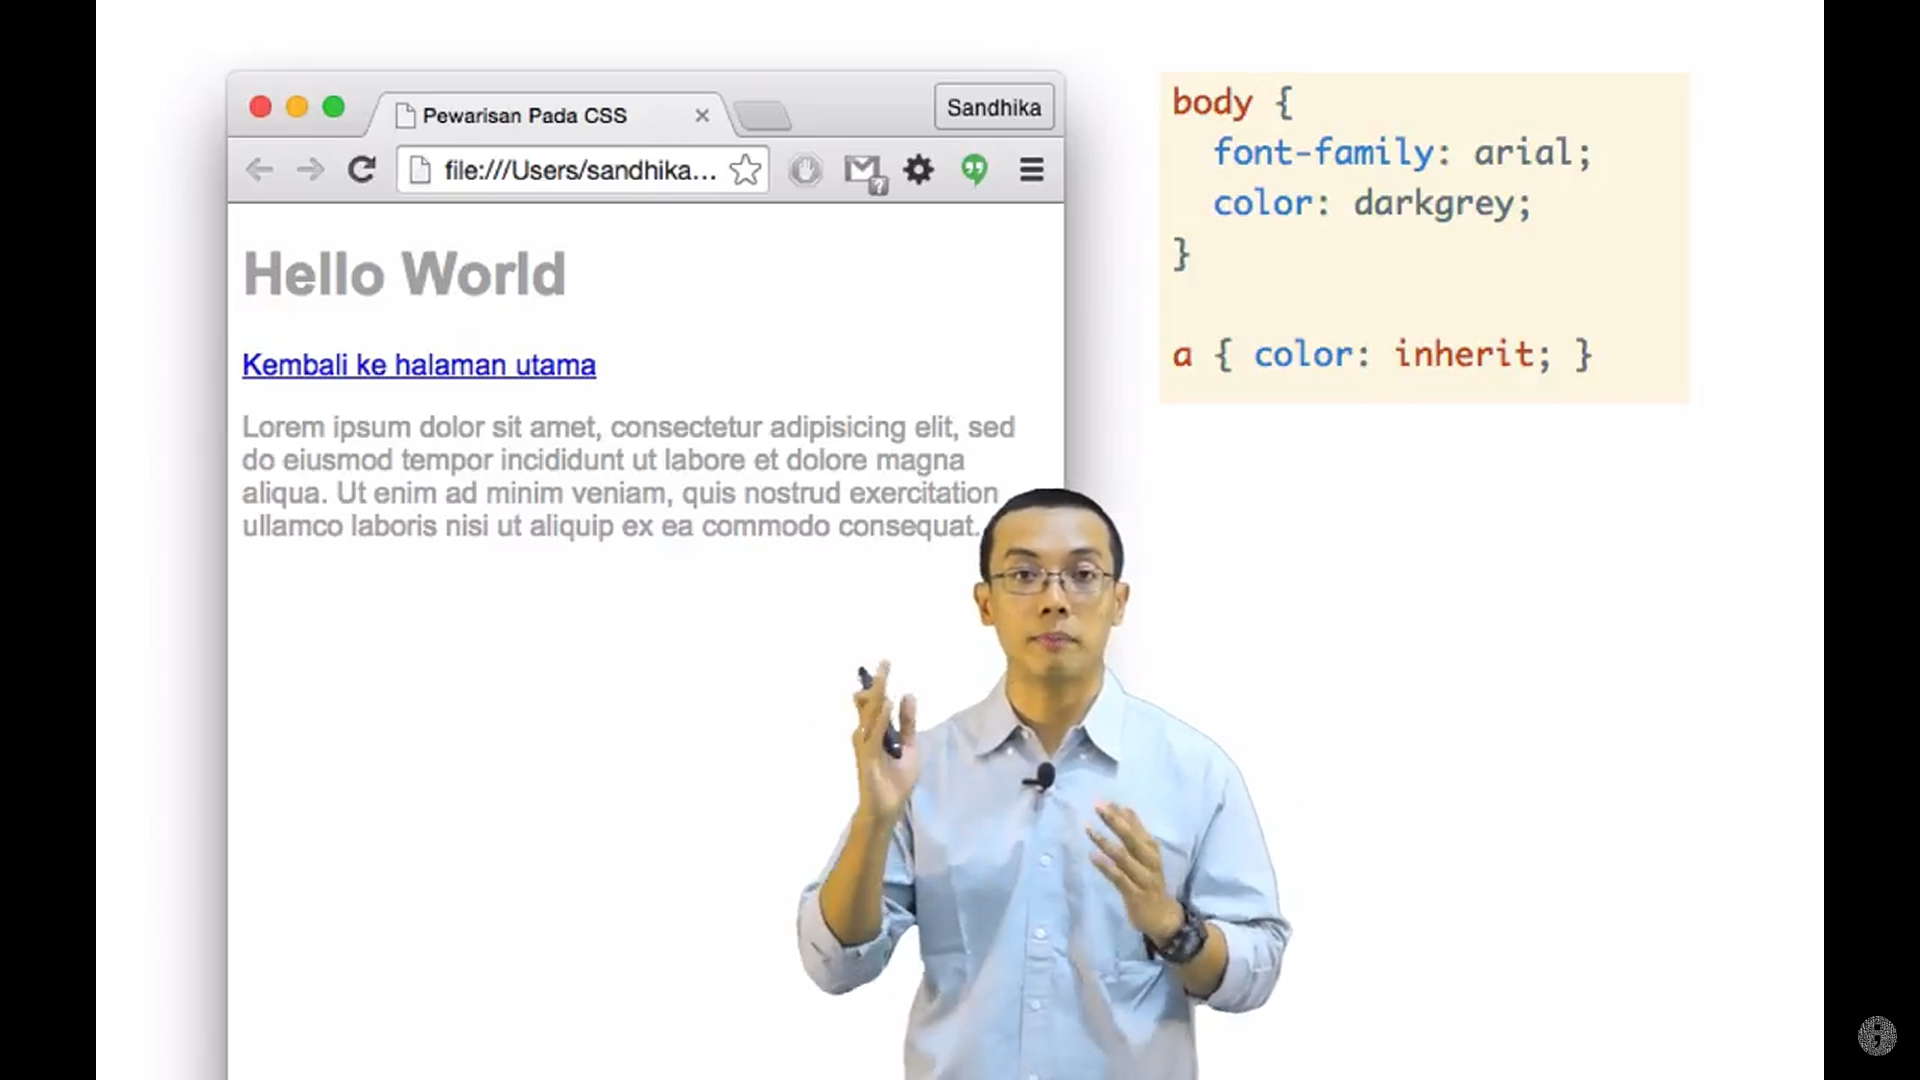 Pewarisan Pada CSS
Sandhika
file:///Users/sandhika...
Hello World
Kembali ke halaman utama
Lorem ipsum dolor sit amet, consectetur adipisicing elit, sed
do eiusmod tempor incididunt ut labore et dolore magna
aliqua. Ut enim ad minim veniam, quis nostrud exercitation
ullamco laboris nisi ut aliquip ex ea commodo consequat.
body {
font-family: arial;
color: darkgrey;
}
a { color: inherit; }